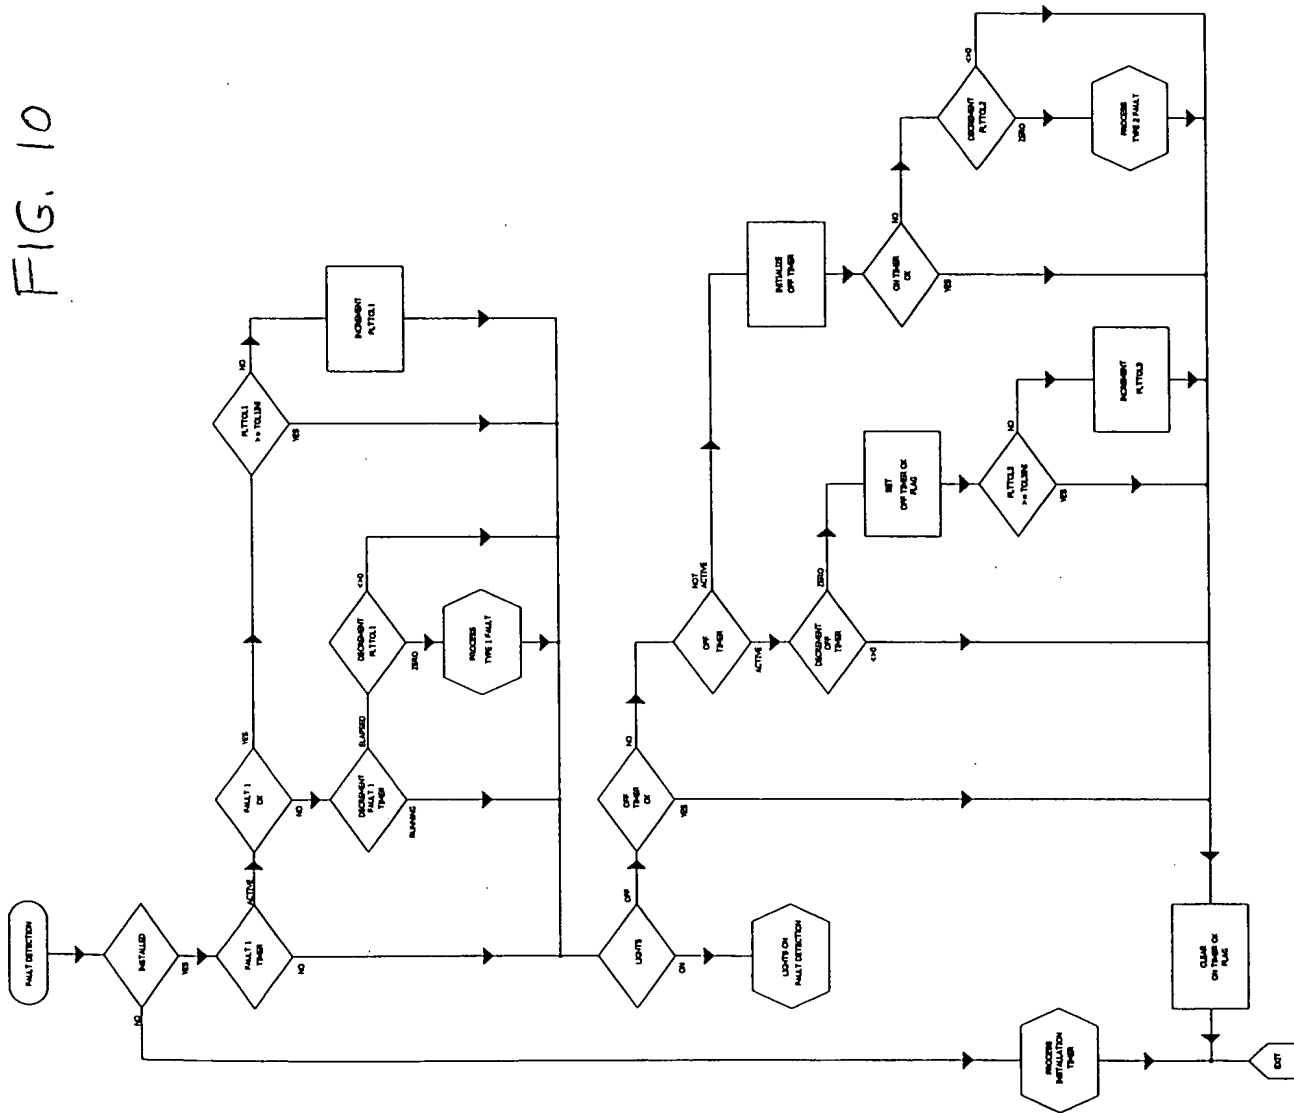 FIG. 10
FAULT DETECTION
INSTALLED
NO
YES
FAULT 1
TIMER
ACTIVE
NO
FAULT 1
OK
YES
NO
FLTTOL1
>= TOL1INI
NO
YES
INCREMENT
FLTTOL1
DECREMENT
FAULT 1
TIMER
ELAPSED
RUNNING
DECREMENT
FLTTOL1
<>0
ZERO
PROCESS
TYPE 1 FAULT
LIGHTS
OFF
ON
LIGHTS ON
FAULT DETECTION
OFF
TIMER
OK
NO
YES
OFF
TIMER
NOT
ACTIVE
ACTIVE
DECREMENT
OFF
TIMER
ZERO
<>0
SET
OFF TIMER OK
FLAG
FLTTOL3
>= TOL3INI
NO
YES
INCREMENT
FLTTOL3
INITIALIZE
OFF TIMER
ON TIMER
OK
NO
YES
DECREMENT
FLTTOL2
<>0
ZERO
PROCESS
TYPE 2 FAULT
PROCESS
INSTALLATION
TIMER
CLEAR
ON TIMER OK
FLAG
EXIT